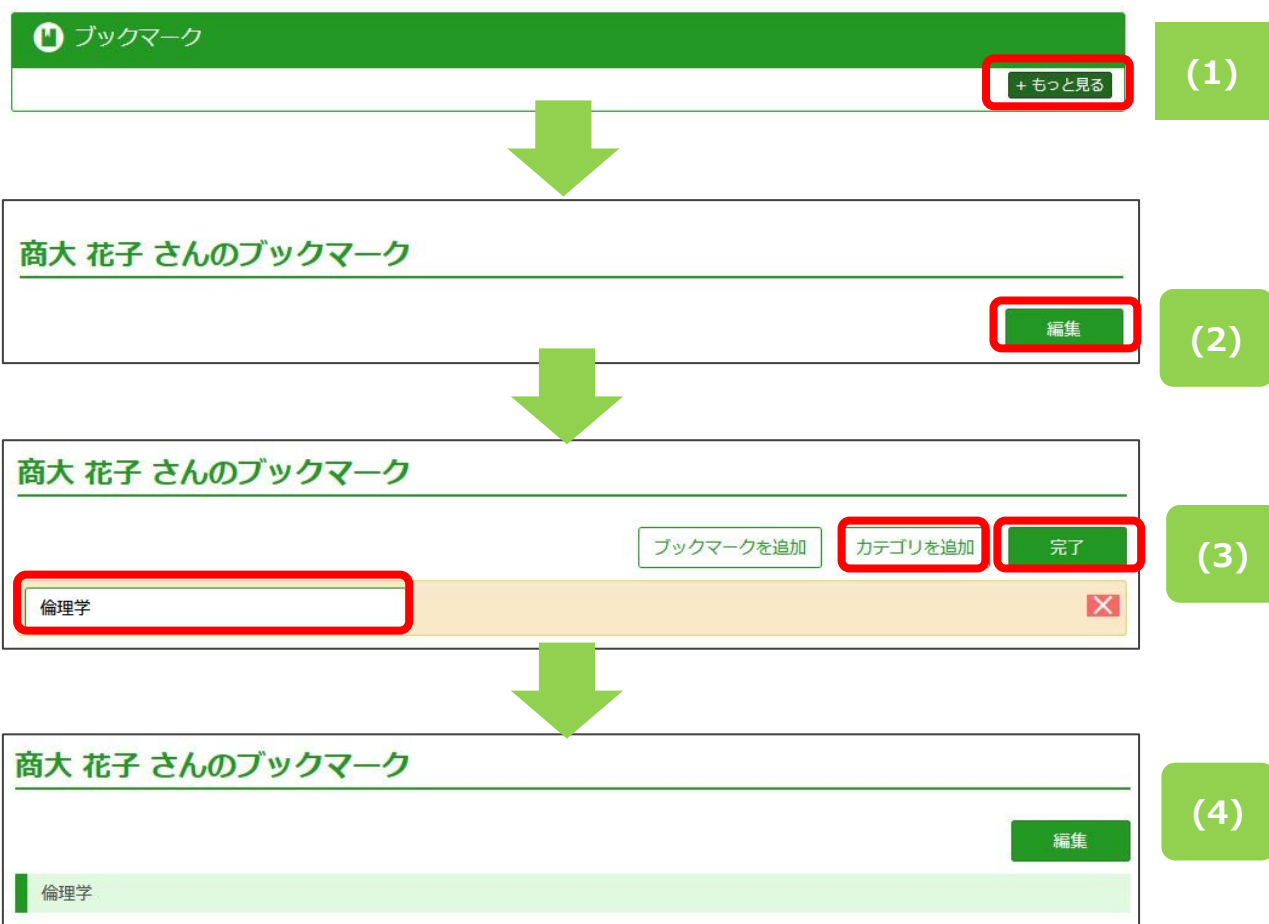 ブックマーク
+ もっと見る
(1)
商大 花子 さんのブックマーク
編集
(2)
商大 花子 さんのブックマーク
ブックマークを追加 カテゴリを追加 完了
(3)
倫理学
商大 花子 さんのブックマーク
編集
(4)
倫理学